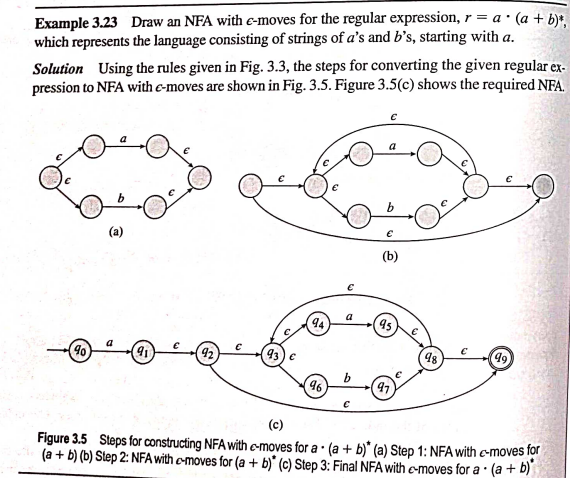 Example 3.23 Draw an NFA with ϵ-moves for the regular expression, r = a · (a + b)*,
which represents the language consisting of strings of a's and b's, starting with a.
Solution Using the rules given in Fig. 3.3, the steps for converting the given regular ex-
pression to NFA with ϵ-moves are shown in Fig. 3.5. Figure 3.5(c) shows the required NFA.
ϵ a ϵ
ϵ b ϵ
(a)
ϵ
ϵ ϵ a ϵ ϵ
ϵ b ϵ
ϵ
(b)
ϵ
q0 a q1 ϵ q2 ϵ q3 ϵ q4 a q5 ϵ
ϵ q6 b q7 ϵ q8 ϵ q9
ϵ
(c)
Figure 3.5 Steps for constructing NFA with ϵ-moves for a · (a + b)* (a) Step 1: NFA with ϵ-moves for
(a + b) (b) Step 2: NFA with ϵ-moves for (a + b)* (c) Step 3: Final NFA with ϵ-moves for a · (a + b)*